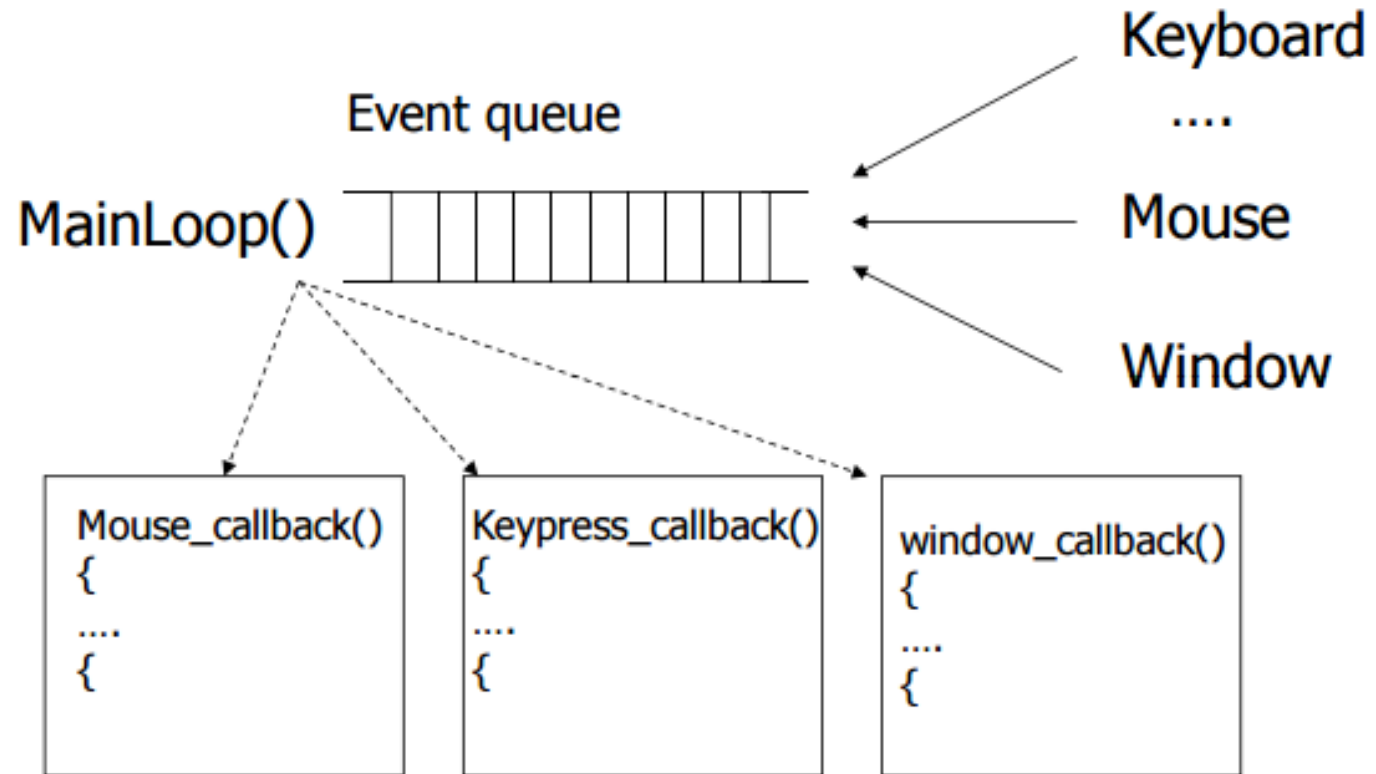 Keyboard
....
Event queue
MainLoop()
Mouse
Window
Mouse_callback()
{
....
{
Keypress_callback()
{
....
{
window_callback()
{
....
{